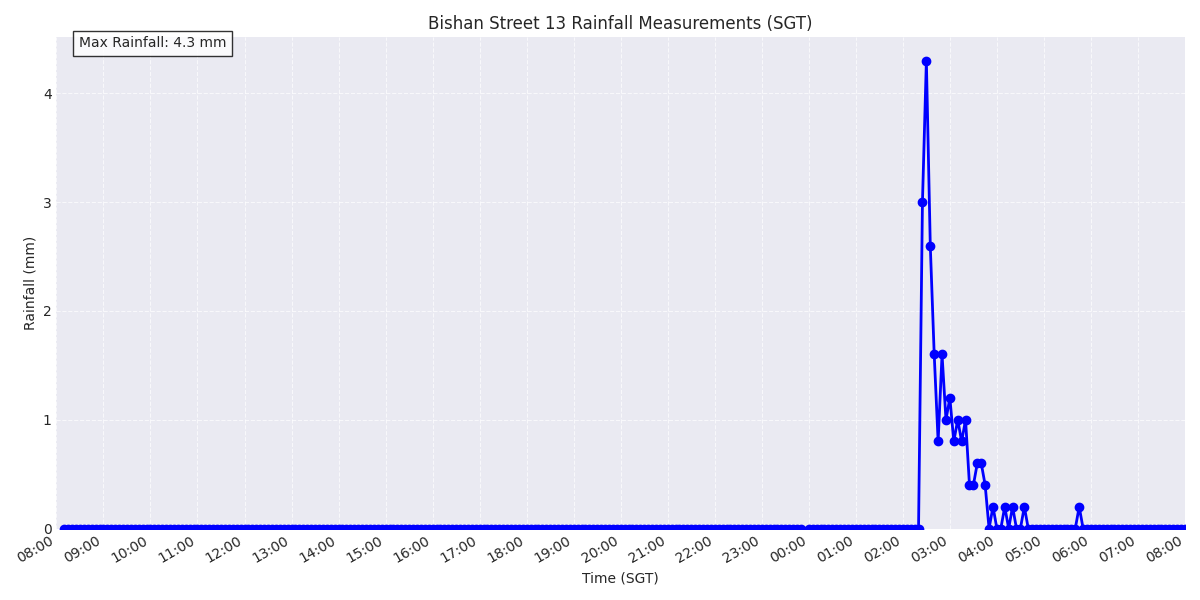 Bishan Street 13 Rainfall Measurements (SGT)
Max Rainfall: 4.3 mm
4
3
2
1
0
Rainfall (mm)
08:00 09:00 10:00 11:00 12:00 13:00 14:00 15:00 16:00 17:00 18:00 19:00 20:00 21:00 22:00 23:00 00:00 01:00 02:00 03:00 04:00 05:00 06:00 07:00 08:00
Time (SGT)